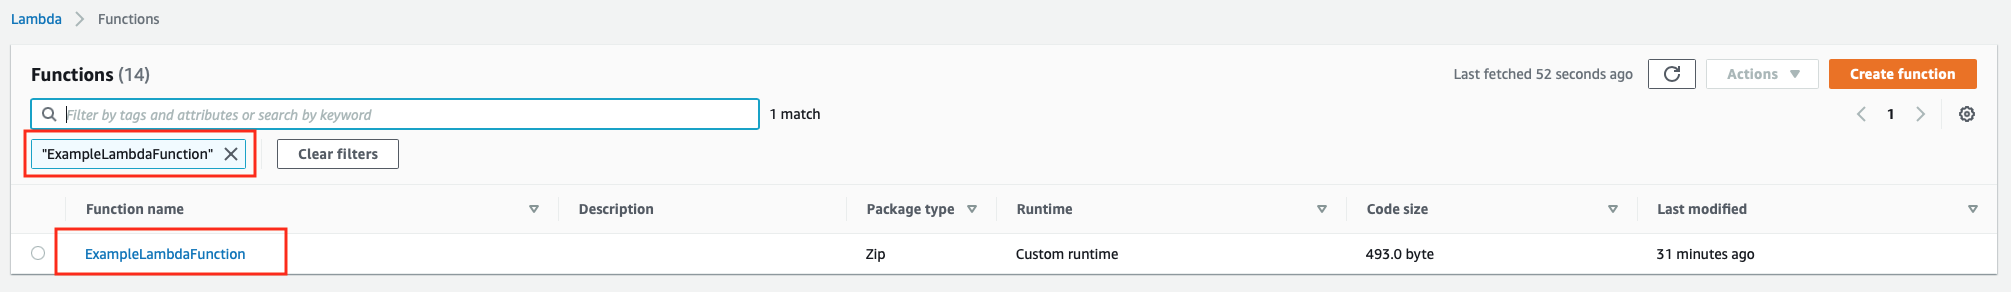 Lambda > Functions
Functions (14)
Last fetched 52 seconds ago
Actions
Create function
Filter by tags and attributes or search by keyword
1 match
1
"ExampleLambdaFunction"
Clear filters
Function name Description Package type Runtime Code size Last modified
ExampleLambdaFunction Zip Custom runtime 493.0 byte 31 minutes ago